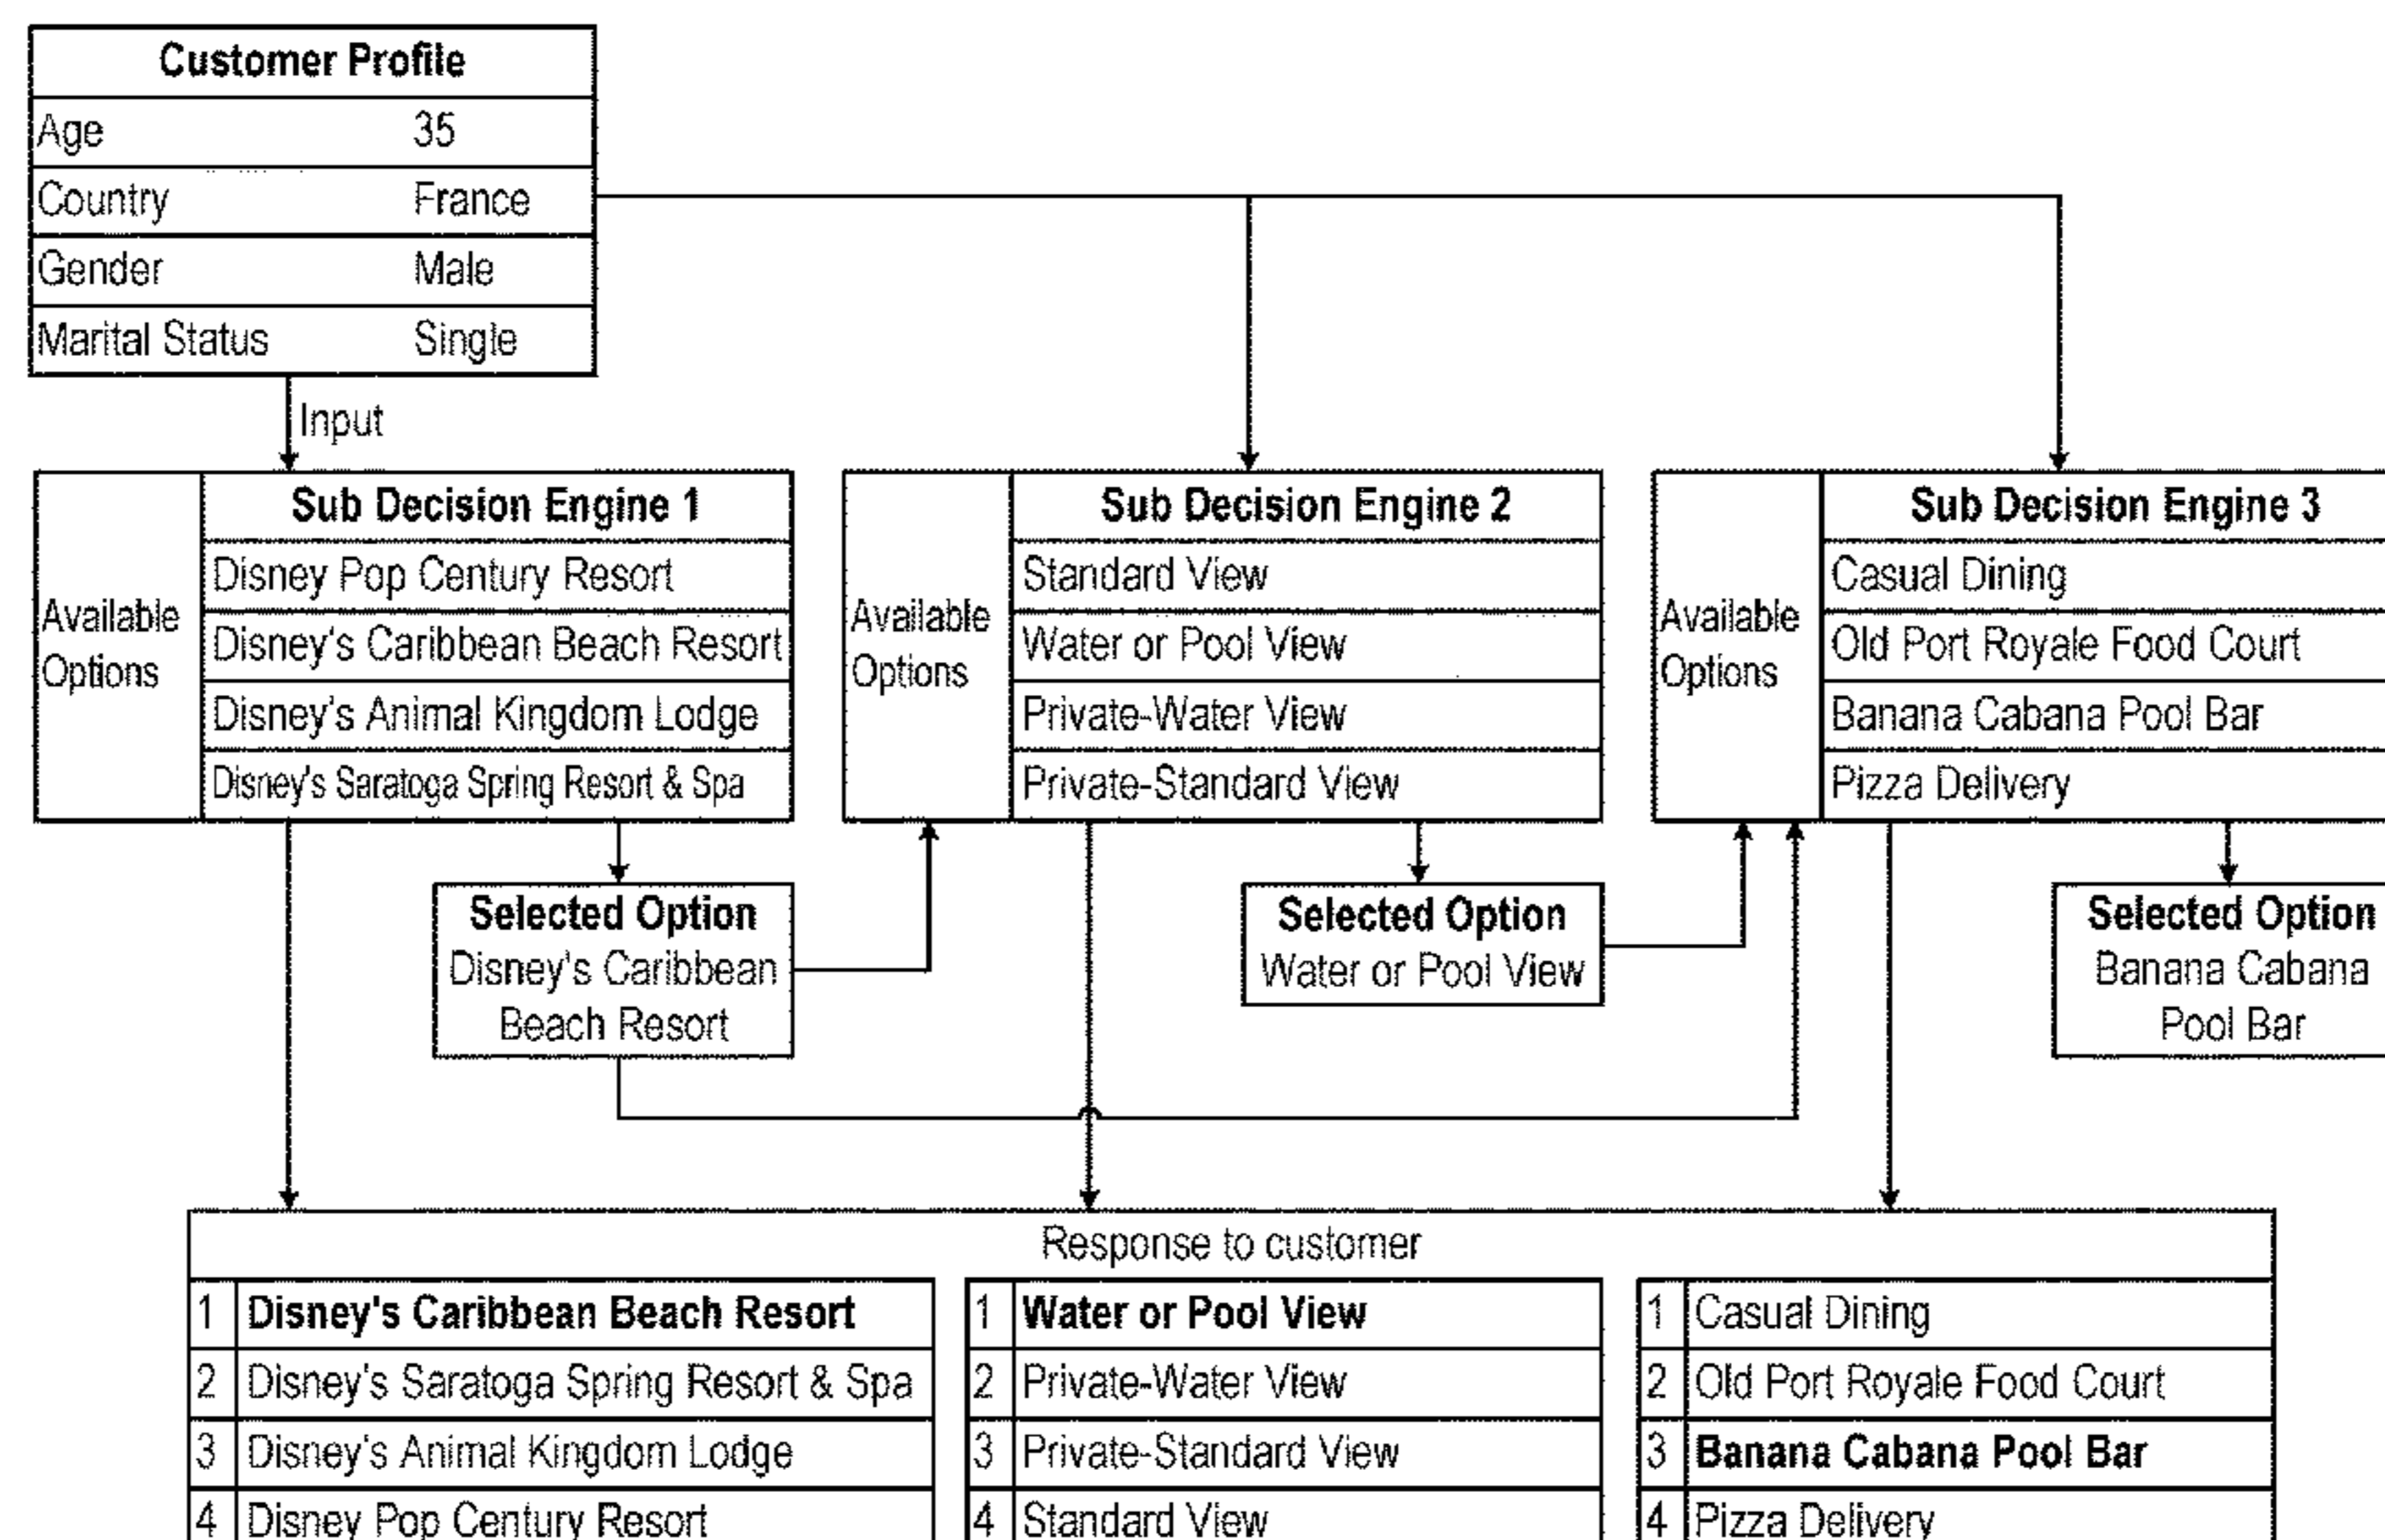 Customer Profile
Age 35
Country France
Gender Male
Marital Status Single
Input
Available
Options
Sub Decision Engine 1
Disney Pop Century Resort
Disney's Caribbean Beach Resort
Disney's Animal Kingdom Lodge
Disney's Saratoga Spring Resort & Spa
Available
Options
Sub Decision Engine 2
Standard View
Water or Pool View
Private-Water View
Private-Standard View
Available
Options
Sub Decision Engine 3
Casual Dining
Old Port Royale Food Court
Banana Cabana Pool Bar
Pizza Delivery
Selected Option
Disney's Caribbean
Beach Resort
Selected Option
Water or Pool View
Selected Option
Banana Cabana
Pool Bar
Response to customer
1 Disney's Caribbean Beach Resort
2 Disney's Saratoga Spring Resort & Spa
3 Disney's Animal Kingdom Lodge
4 Disney Pop Century Resort
1 Water or Pool View
2 Private-Water View
3 Private-Standard View
4 Standard View
1 Casual Dining
2 Old Port Royale Food Court
3 Banana Cabana Pool Bar
4 Pizza Delivery